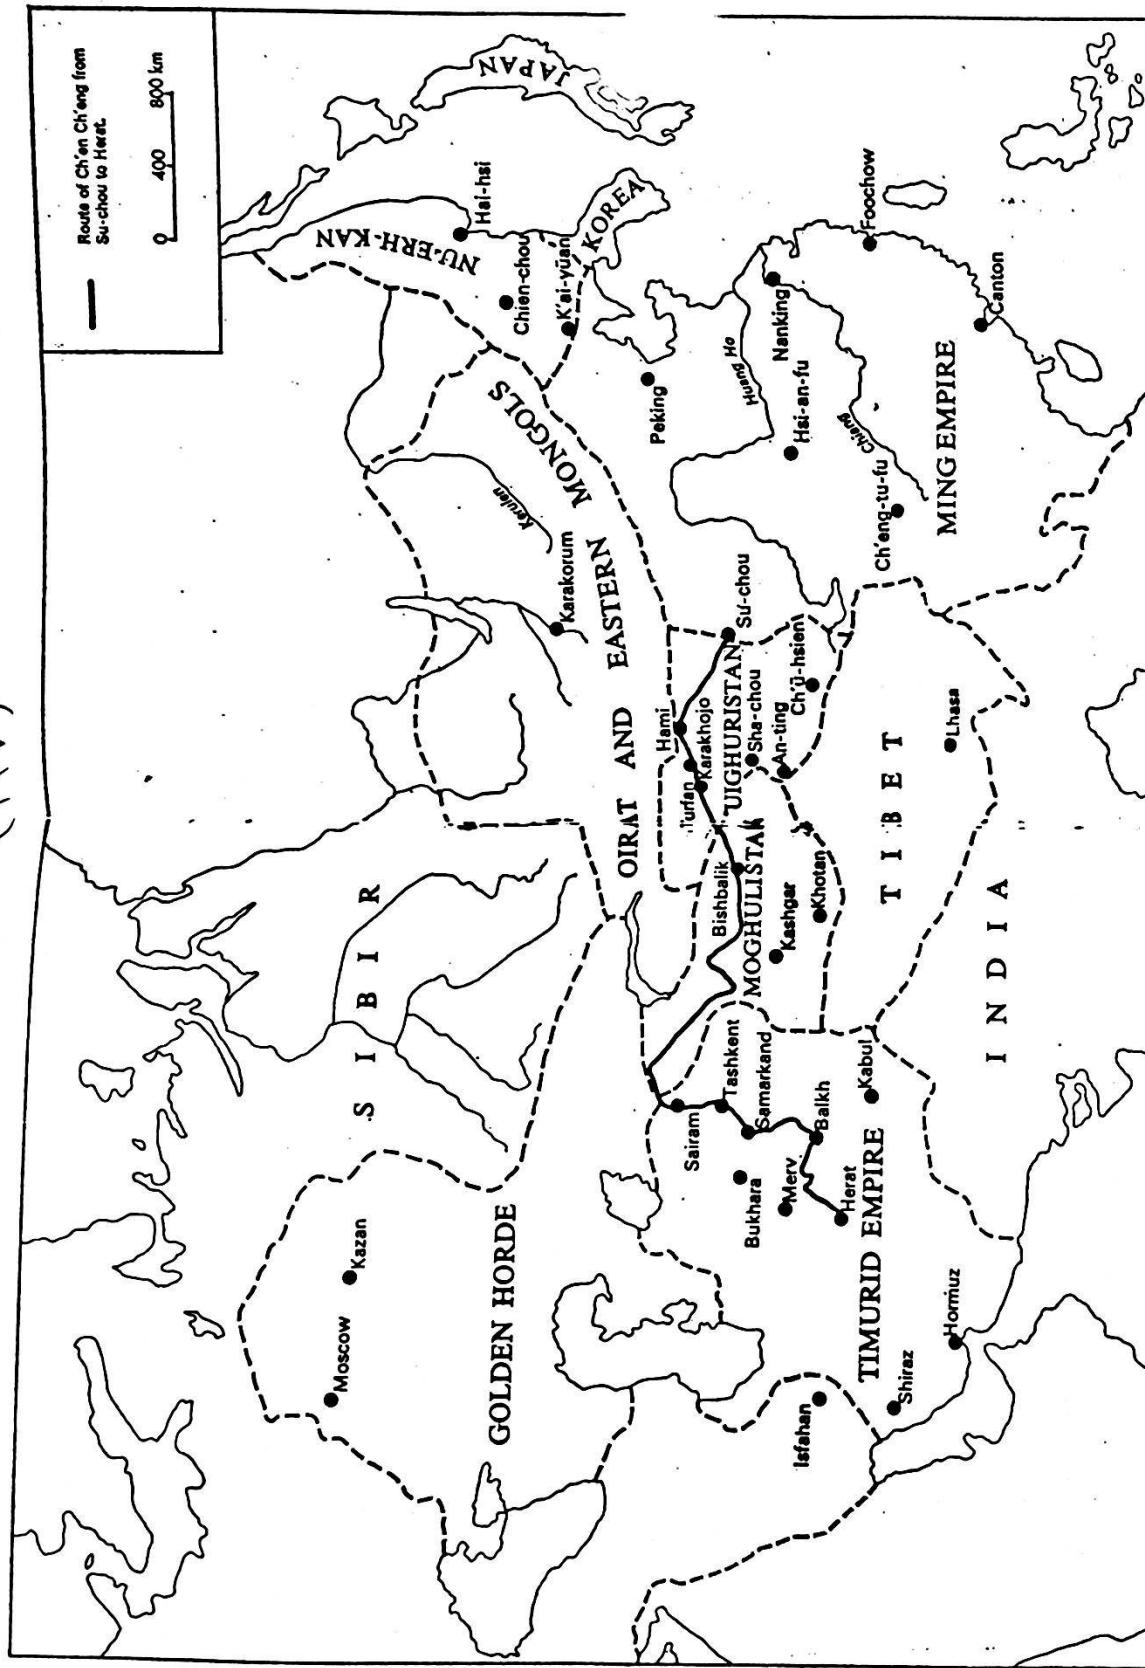 Route of Ch'en Ch'eng from
Su-chou to Herat.
0 400 800 km
JAPAN
KOREA
NU-ERH-KAN
Hai-hsi
Chien-chou
K'ai-yüan
OIRAT AND EASTERN MONGOLS
Kerulen
Karakorum
SIBIR
Kazan
Moscow
GOLDEN HORDE
Peking
Huang Ho
Nanking
Hsi-an-fu
Chiang
Ch'eng-tu-fu
Foochow
Canton
MING EMPIRE
Su-chou
Hami
Karakhojo
Turfan
UIGHURISTAN
Sha-chou
An-ting
Ch'ü-hsien
Bishbalik
MOGHULISTAN
Kashgar
Khotan
TIBET
Lhasa
INDIA
Sairam
Tashkent
Samarkand
Bukhara
Merv
Balkh
Herat
Kabul
TIMURID EMPIRE
Isfahan
Shiraz
Hormuz